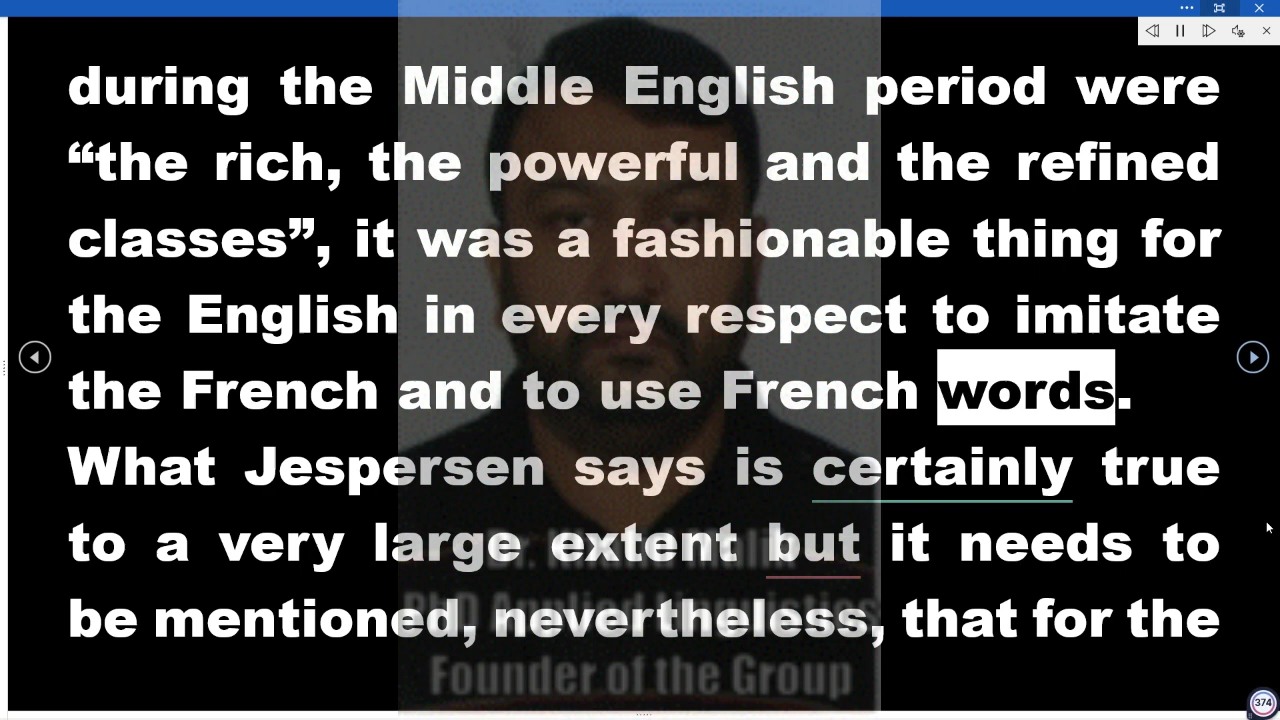 during the Middle English period were
“the rich, the powerful and the refined
classes”, it was a fashionable thing for
the English in every respect to imitate
the French and to use French words.
What Jespersen says is certainly true
to a very large extent but it needs to
be mentioned, nevertheless, that for the
Founder of the Group
374